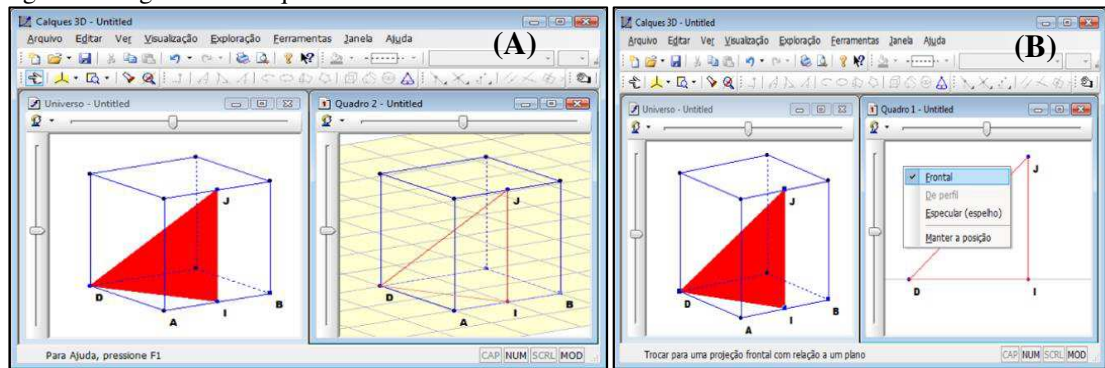 Calques 3D - Untitled
Arquivo Editar Ver Visualização Exploração Ferramentas Janela Ajuda
(A)
Universo - Untitled
Quadro 2 - Untitled
J
D
A
I
B
J
D
A
I
B
Para Ajuda, pressione F1
CAP NUM SCRL MOD
Calques 3D - Untitled
Arquivo Editar Ver Visualização Exploração Ferramentas Janela Ajuda
(B)
Universo - Untitled
Quadro 1 - Untitled
J
D
A
I
B
J
Frontal
De perfil
Especular (espelho)
Manter a posição
D
I
Trocar para uma projeção frontal com relação a um plano
CAP NUM SCRL MOD